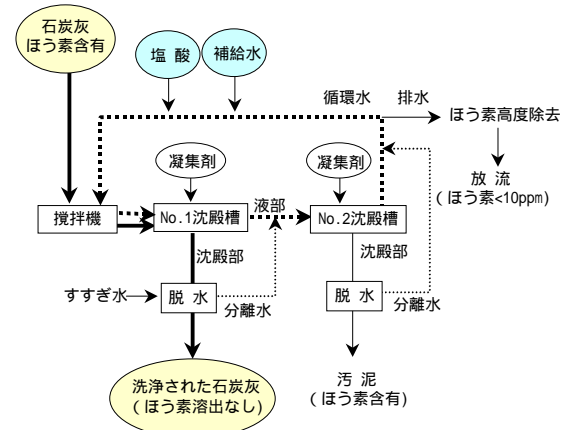 石炭灰
ほう素含有
塩 酸
補給水
循環水
排水
ほう素高度除去
凝集剤
凝集剤
放 流
(ほう素<10ppm)
撹拌機
No.1沈殿槽
液部
No.2沈殿槽
沈殿部
沈殿部
すすぎ水
脱 水
分離水
脱 水
分離水
洗浄された石炭灰
(ほう素溶出なし)
汚 泥
(ほう素含有)